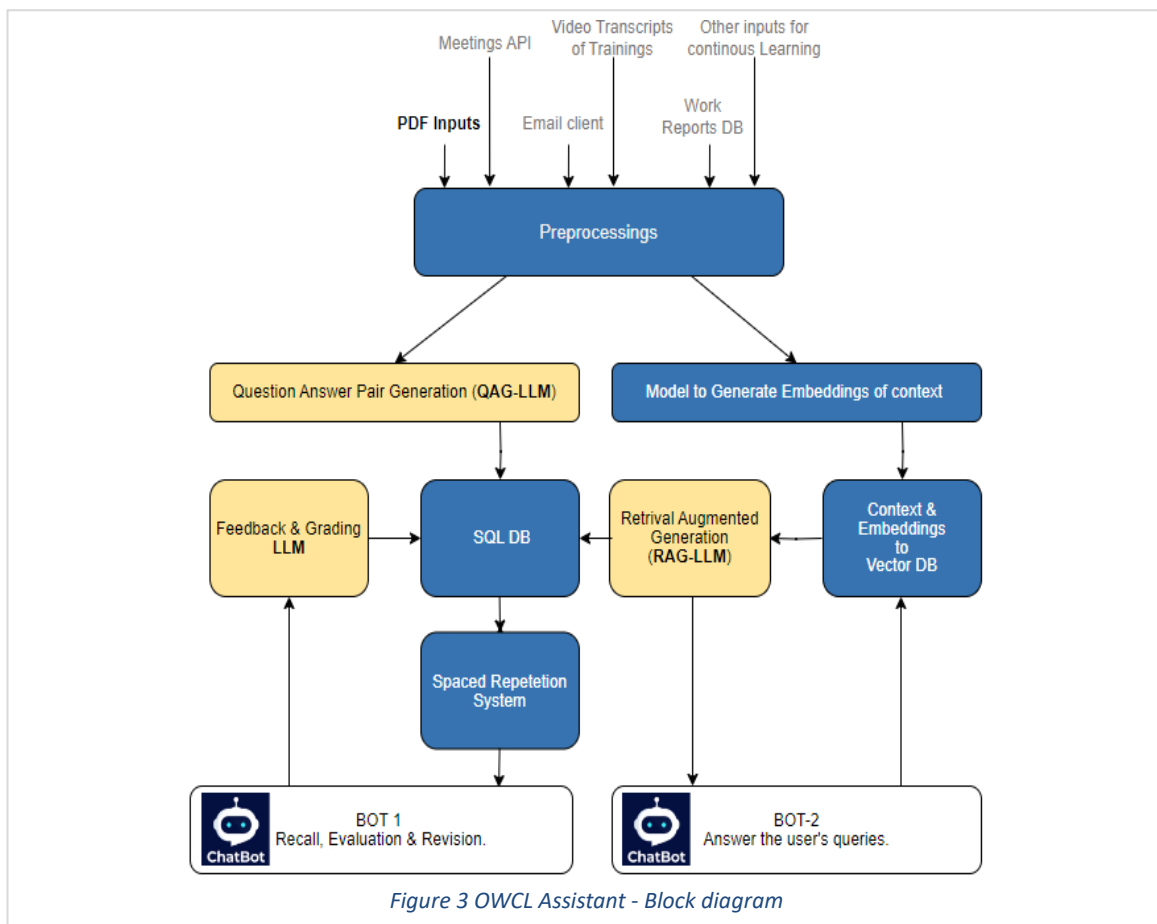 Meetings API
Video Transcripts
of Trainings
Other inputs for
continous Learning
PDF Inputs
Email client
Work
Reports DB
Preprocessings
Question Answer Pair Generation (QAG-LLM)
Model to Generate Embeddings of context
Feedback & Grading
LLM
SQL DB
Retrival Augmented
Generation
(RAG-LLM)
Context &
Embeddings
to
Vector DB
Spaced Repetetion
System
ChatBot
BOT 1
Recall, Evaluation & Revision.
ChatBot
BOT-2
Answer the user's queries.
Figure 3 OWCL Assistant - Block diagram